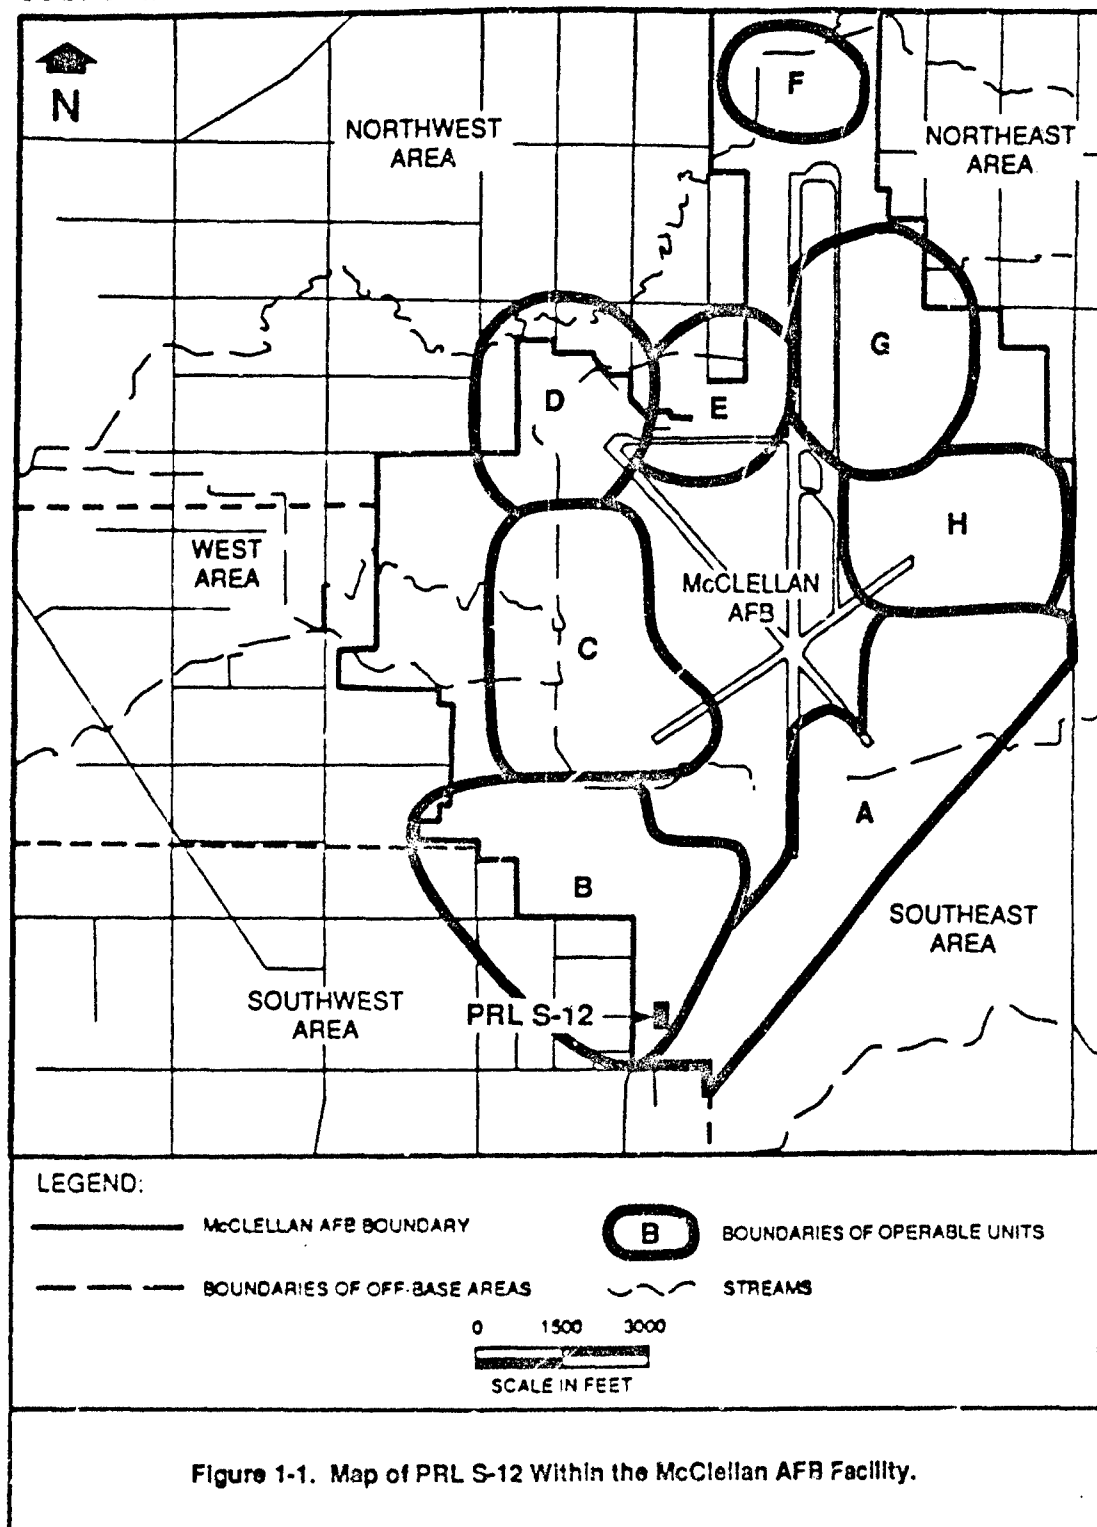 N
F
NORTHWEST
AREA
NORTHEAST
AREA
G
D
E
H
WEST
AREA
McCLELLAN
AFB
C
A
B
SOUTHEAST
AREA
SOUTHWEST
AREA
PRL S-12
LEGEND:
McCLELLAN AFB BOUNDARY
B BOUNDARIES OF OPERABLE UNITS
BOUNDARIES OF OFF-BASE AREAS
STREAMS
0 1500 3000
SCALE IN FEET
Figure 1-1. Map of PRL S-12 Within the McClellan AFB Facility.